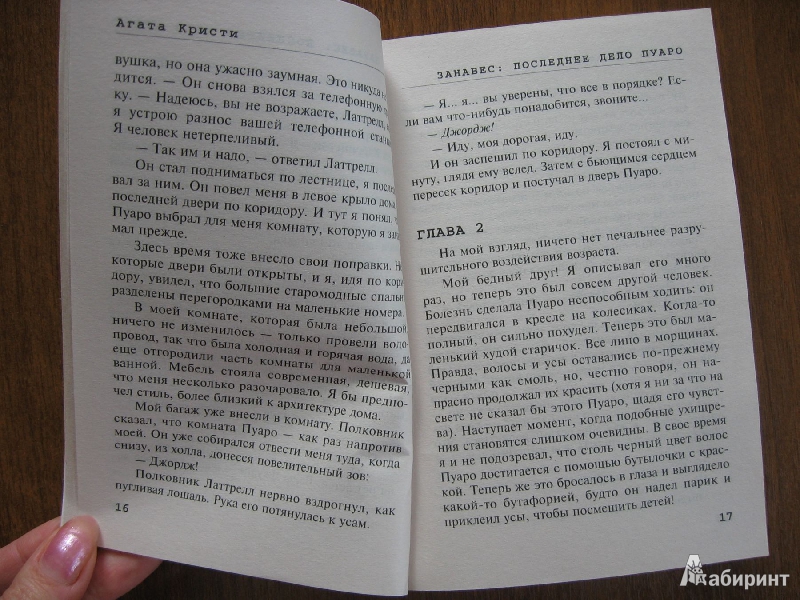 Агата Кристи
вушка, но она ужасно заумная. Это никуда
дится. — Он снова взялся за телефонную
ку. — Надеюсь, вы не возражаете, Латтрелл,
я устрою разнос вашей телефонной
Я человек нетерпеливый.
— Так им и надо, — ответил Латтрелл.
Он стал подниматься по лестнице, я
вал за ним. Он повел меня в левое крыло дома
последней двери по коридору. И тут я понял,
Пуаро выбрал для меня комнату, которую я
мал прежде.
Здесь время тоже внесло свои поправки.
которые двери были открыты, и я, идя по
дору, увидел, что большие старомодные
разделены перегородками на маленькие номера.
В моей комнате, которая была небольшой,
ничего не изменилось — только провели водо-
провод, так что была холодная и горячая вода, да
еще отгородили часть комнаты для маленькой
ванной. Мебель стояла современная, дешевая,
что меня несколько разочаровало. Я бы предпо-
чел стиль, более близкий к архитектуре дома.
Мой багаж уже внесли в комнату. Полковник
сказал, что комната Пуаро — как раз напротив
моей. Он уже собирался отвести меня туда, когда
снизу, из холла, донесся повелительный зов:
— Джордж!
Полковник Латтрелл нервно вздрогнул, как
пугливая лошадь. Рука его потянулась к усам.
16
ЗАНАВЕС: ПОСЛЕДНЕЕ ДЕЛО ПУАРО
— Я... я... вы уверены, что все в порядке? Ес-
ли вам что-нибудь понадобится, звоните...
— Джордж!
— Иду, моя дорогая, иду.
И он заспешил по коридору. Я постоял с ми-
нуту, глядя ему вслед. Затем с бьющимся сердцем
пересек коридор и постучал в дверь Пуаро.
ГЛАВА 2
На мой взгляд, ничего нет печальнее разру-
шительного воздействия возраста.
Мой бедный друг! Я описывал его много
раз, но теперь это был совсем другой человек.
Болезнь сделала Пуаро неспособным ходить: он
передвигался в кресле на колесиках. Когда-то
полный, он сильно похудел. Теперь это был ма-
ленький худой старичок. Все лицо в морщинах.
Правда, волосы и усы оставались по-прежнему
черными как смоль, но, честно говоря, он на-
прасно продолжал их красить (хотя я ни за что на
свете не сказал бы этого Пуаро, щадя его чувст-
ва). Наступает момент, когда подобные ухищре-
ния становятся слишком очевидны. В свое время
я и не подозревал, что столь черный цвет волос
Пуаро достигается с помощью бутылочки с крас-
кой. Теперь же это бросалось в глаза и выглядело
какой-то бутафорией, будто он надел парик и
приклеил усы, чтобы посмешить детей!
17
Лабиринт